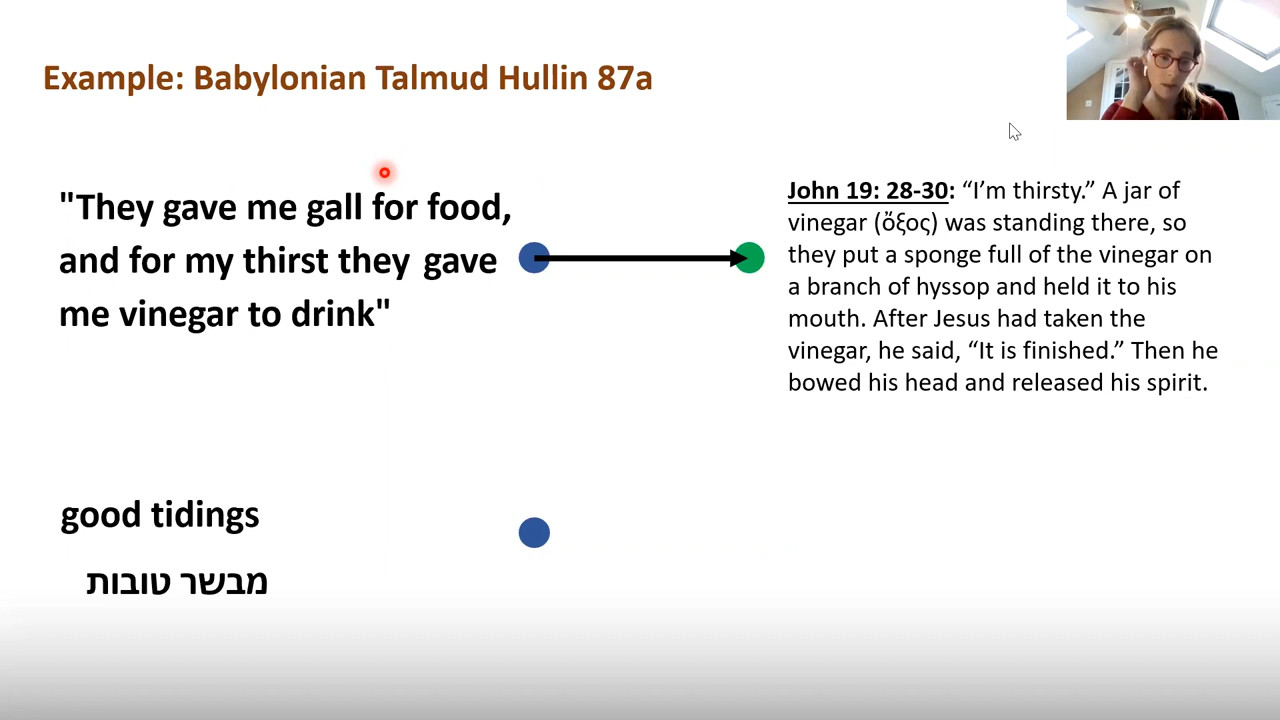 Example: Babylonian Talmud Hullin 87a
"They gave me gall for food,
and for my thirst they gave
me vinegar to drink"
John 19: 28-30: “I’m thirsty.” A jar of
vinegar (ὄξος) was standing there, so
they put a sponge full of the vinegar on
a branch of hyssop and held it to his
mouth. After Jesus had taken the
vinegar, he said, “It is finished.” Then he
bowed his head and released his spirit.
good tidings
מבשר טובות